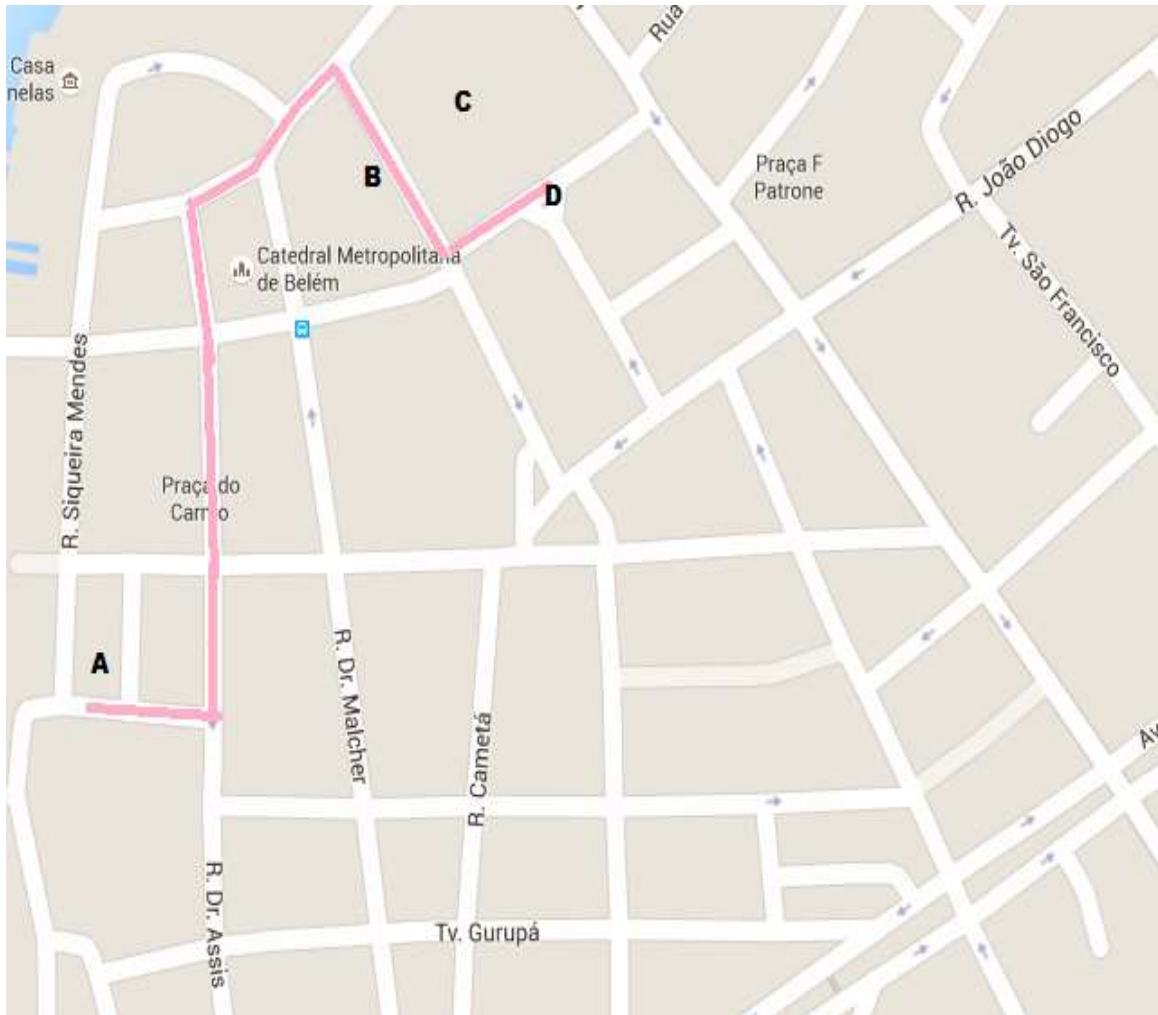 Casa
nelas
C
Rua
R. João Diogo
Praça F
Patrone
B
D
Tv. São Francisco
Catedral Metropolitana
de Belém
R. Siqueira Mendes
Praça do
Carmo
A
R. Dr. Malcher
R. Cametá
Av
R. Dr. Assis
Tv. Gurupá